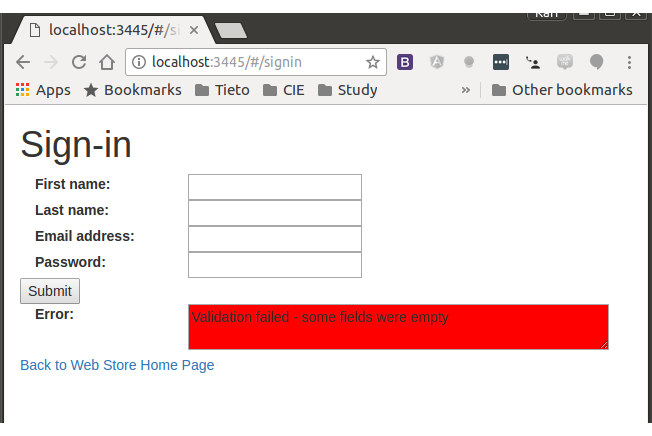 Karl
localhost:3445/#/si
localhost:3445/#/signin
Apps Bookmarks Tieto CIE Study » Other bookmarks
Sign-in
First name:
Last name:
Email address:
Password:
Submit
Error:
Validation failed - some fields were empty
Back to Web Store Home Page